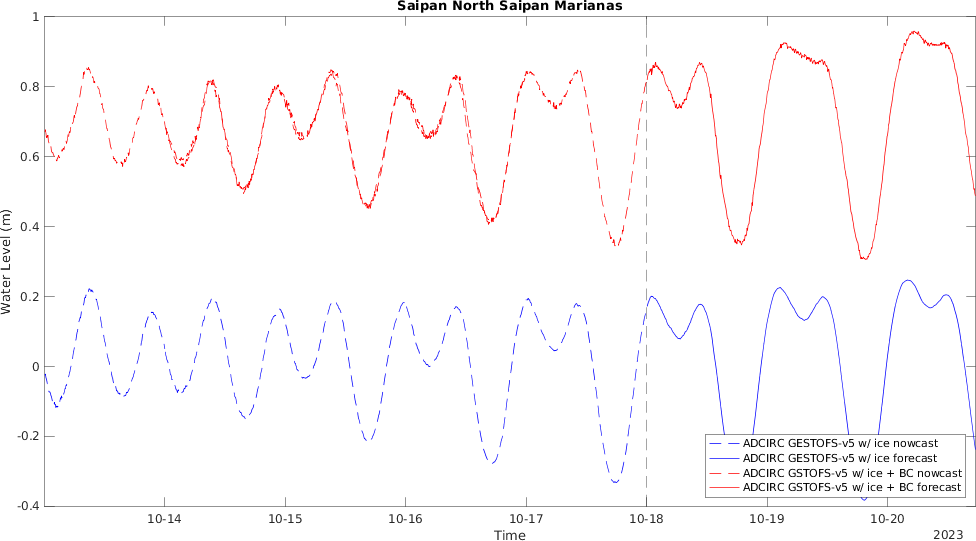 Saipan North Saipan Marianas
Water Level (m)
1
0.8
0.6
0.4
0.2
0
-0.2
-0.4
ADCIRC GESTOFS-v5 w/ ice nowcast
ADCIRC GESTOFS-v5 w/ ice forecast
ADCIRC GSTOFS-v5 w/ ice + BC nowcast
ADCIRC GSTOFS-v5 w/ ice + BC forecast
10-14 10-15 10-16 10-17 10-18 10-19 10-20
Time
2023